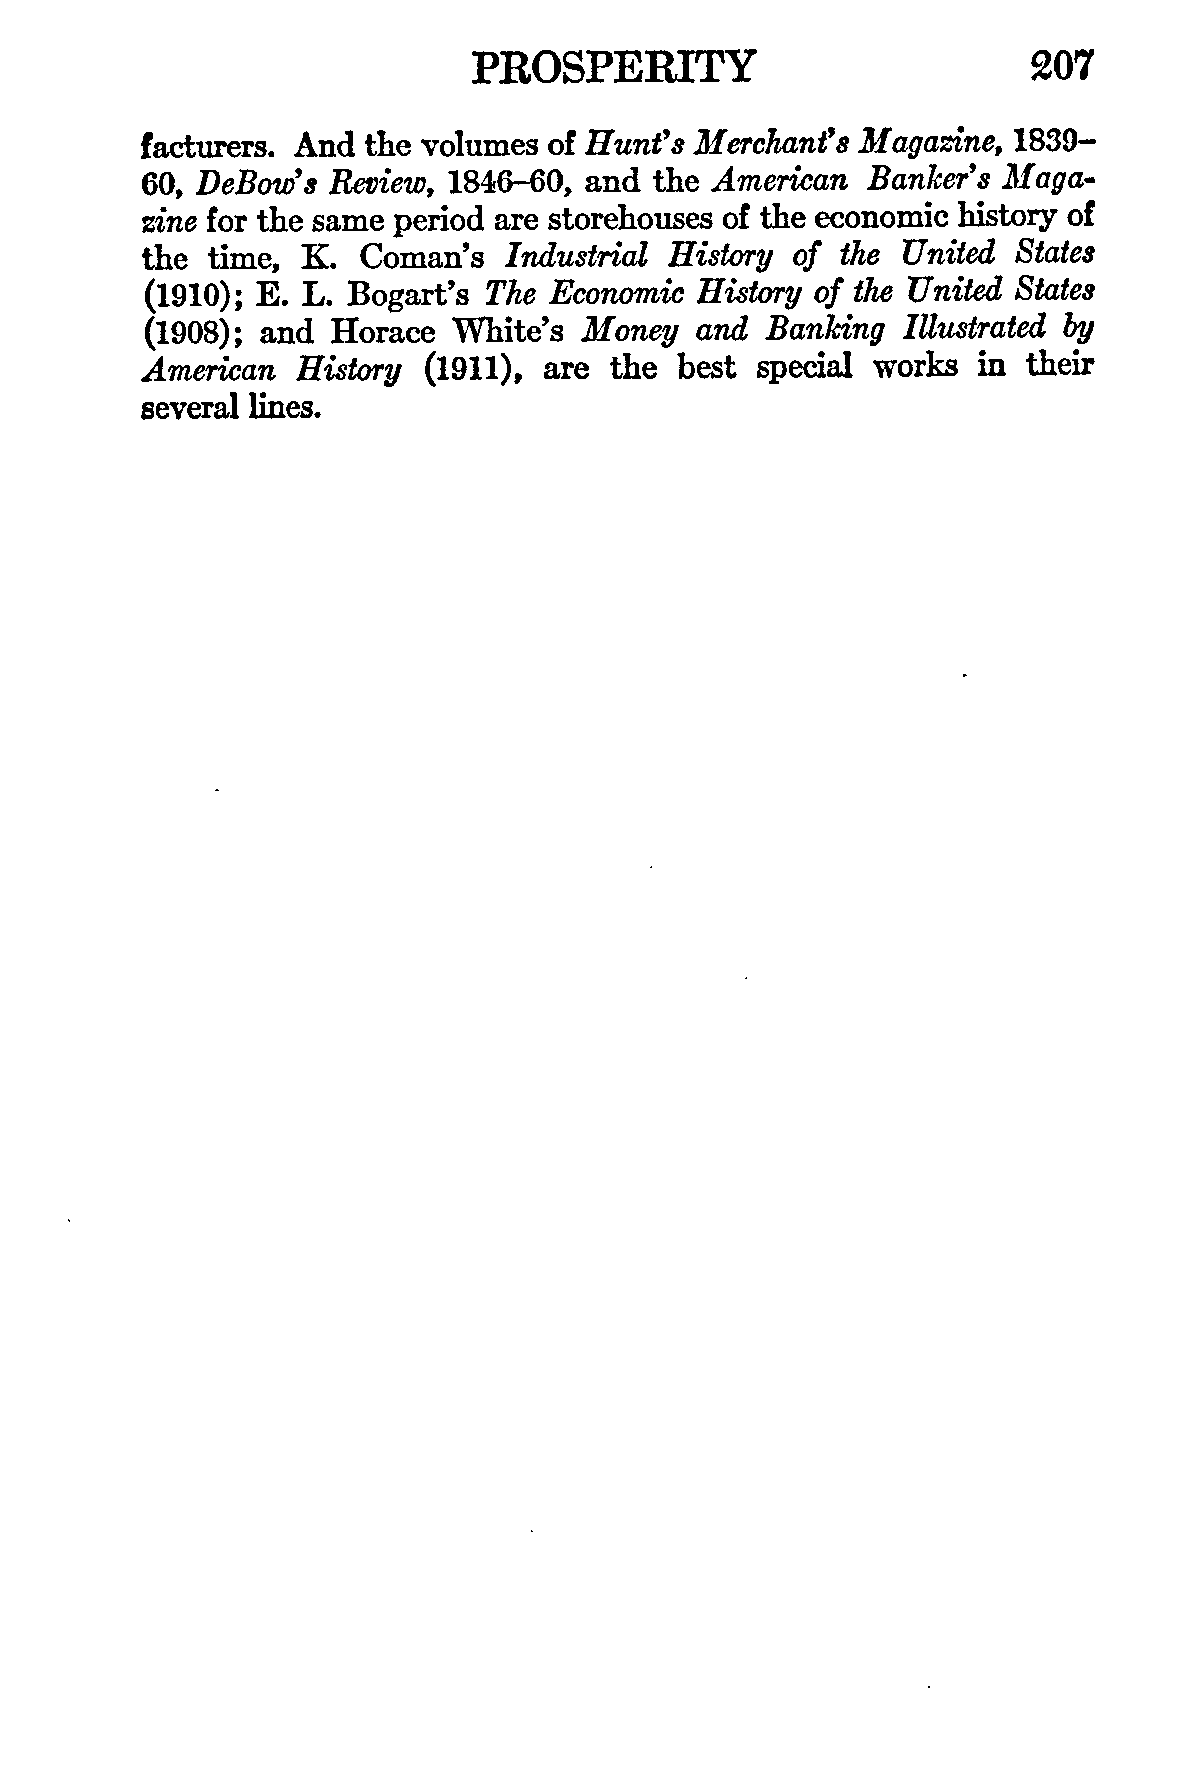 PROSPERITY 207
facturers. And the volumes of Hunt's Merchant's Magazine, 1839–
60, DeBow's Review, 1846–60, and the American Banker's Maga-
zine for the same period are storehouses of the economic history of
the time, K. Coman's Industrial History of the United States
(1910); E. L. Bogart's The Economic History of the United States
(1908); and Horace White's Money and Banking Illustrated by
American History (1911), are the best special works in their
several lines.